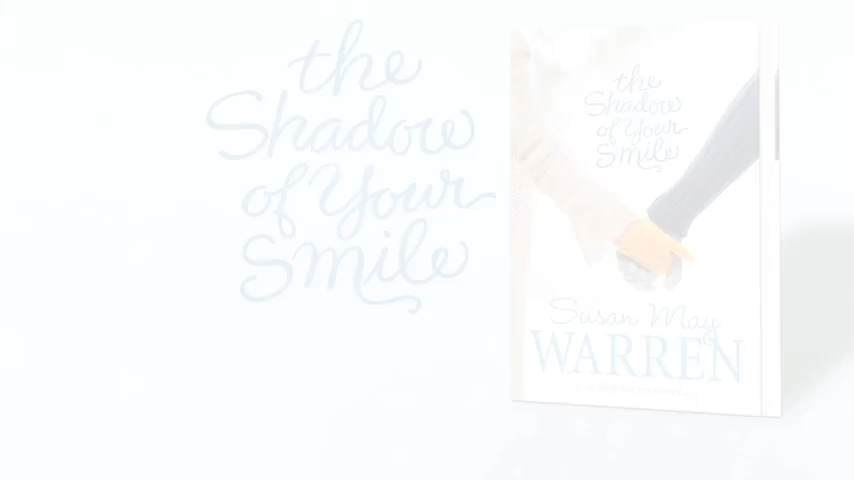 the
Shadow
of Your
Smile
the
Shadow
of Your
Smile
Susan May
WARREN